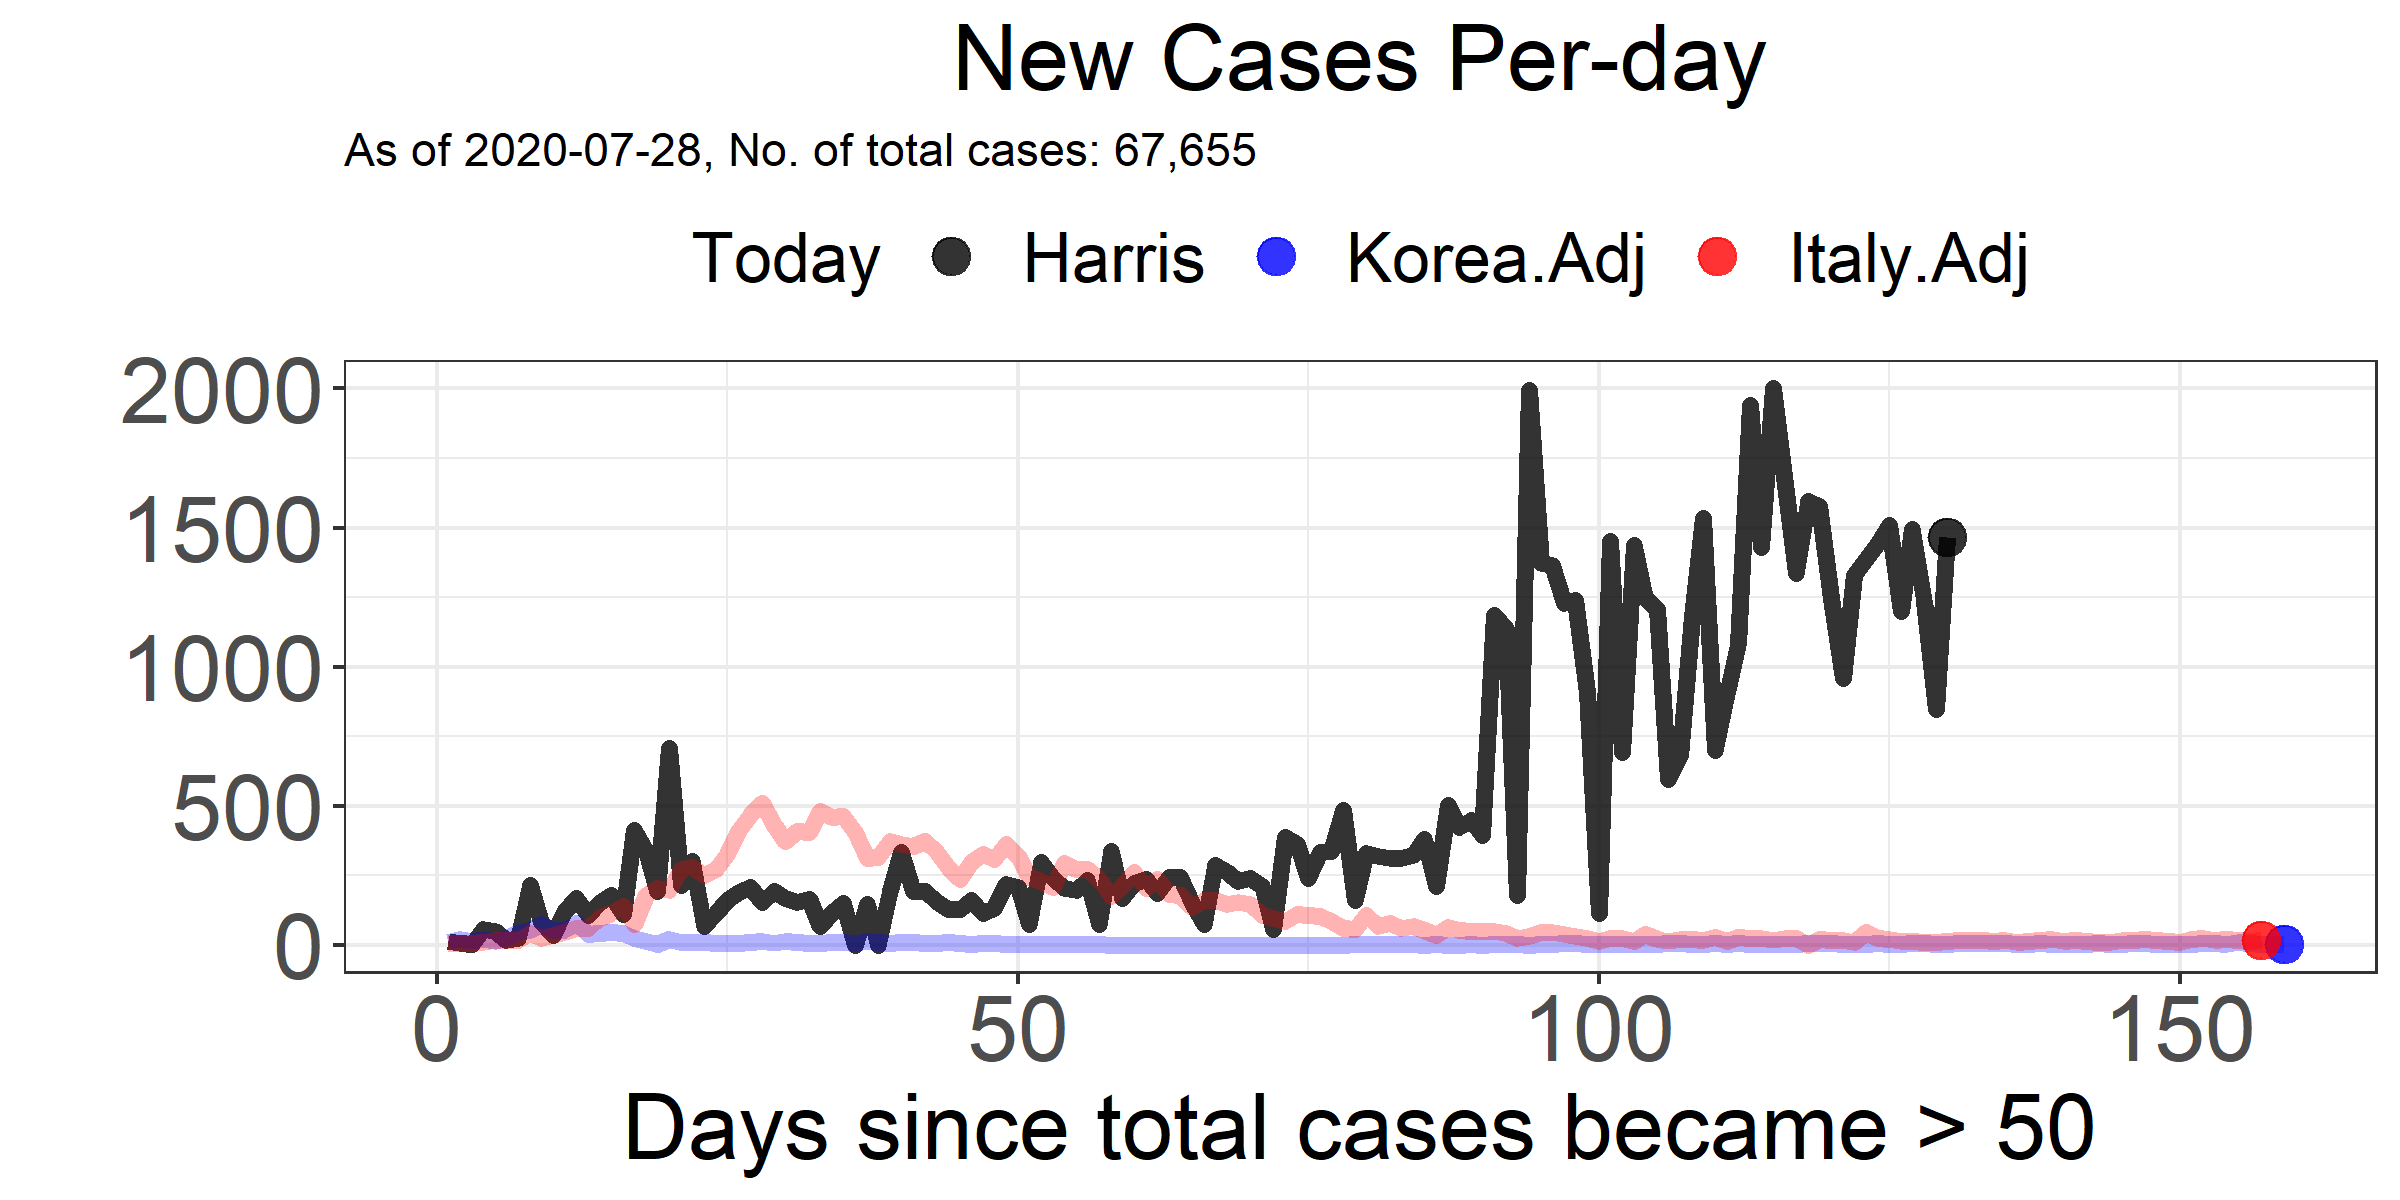 New Cases Per-day
As of 2020-07-28, No. of total cases: 67,655
Today Harris Korea.Adj Italy.Adj
2000
1500
1000
500
0
0 50 100 150
Days since total cases became > 50